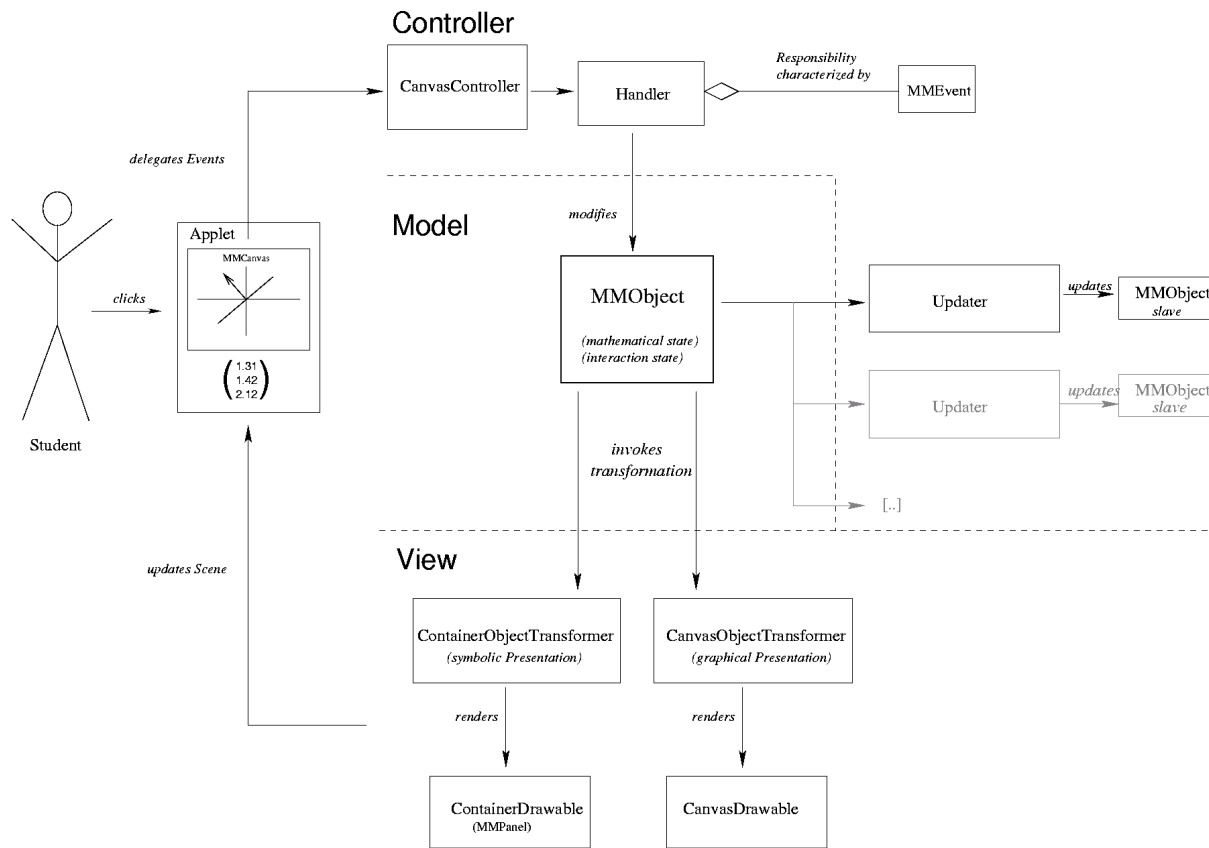 Controller
CanvasController
Handler
Responsibility
characterized by
MMEvent
delegates Events
Model
modifies
Applet
MMCanvas
1.31
1.42
2.12
clicks
Student
MMObject
(mathematical state)
(interaction state)
Updater
updates
MMObject
slave
Updater
updates
MMObject
slave
[..]
invokes
transformation
updates Scene
View
ContainerObjectTransformer
(symbolic Presentation)
CanvasObjectTransformer
(graphical Presentation)
renders
renders
ContainerDrawable
(MMPanel)
CanvasDrawable